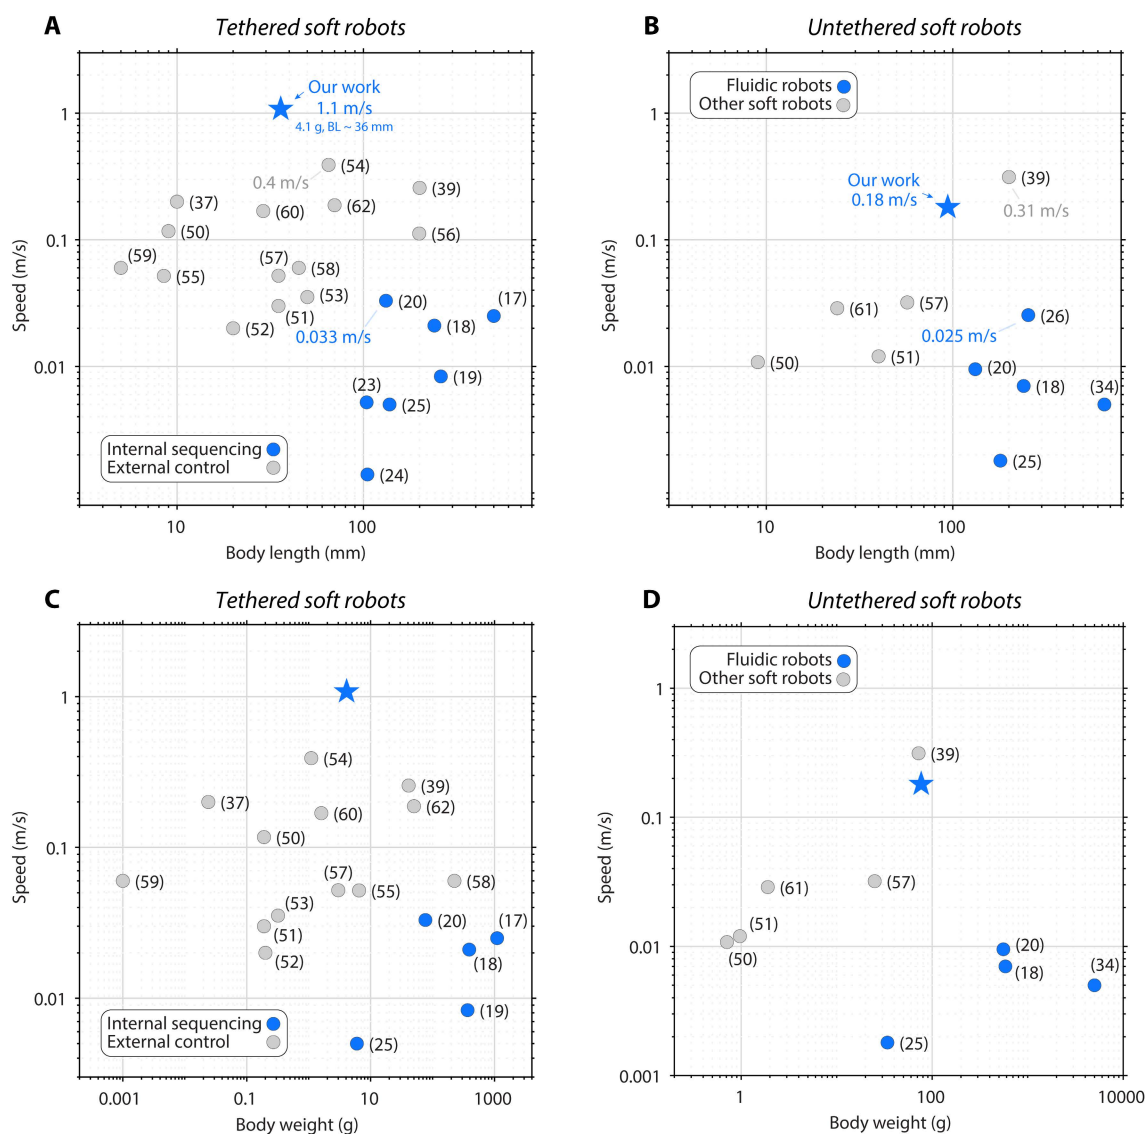 A
Tethered soft robots
Our work
1.1 m/s
4.1 g, BL ~ 36 mm
1
(54)
0.4 m/s
(39)
(37)
(60)
(62)
(50)
(56)
0.1
(59)
(57)
(55)
(58)
(53)
(20)
(17)
(51)
(52)
(18)
0.033 m/s
0.01
(19)
(23)
(25)
Internal sequencing
External control
(24)
10
100
Speed (m/s)
Body length (mm)
B
Untethered soft robots
Fluidic robots
Other soft robots
1
Our work
0.18 m/s
(39)
0.31 m/s
0.1
(61)
(57)
(26)
0.025 m/s
(50)
(51)
0.01
(20)
(18)
(34)
(25)
10
100
Speed (m/s)
Body length (mm)
C
Tethered soft robots
1
(54)
(39)
(37)
(60)
(62)
(50)
0.1
(59)
(57)
(55)
(58)
(53)
(20)
(17)
(51)
(52)
(18)
0.01
(19)
Internal sequencing
External control
(25)
0.001
0.1
10
1000
Speed (m/s)
Body weight (g)
D
Untethered soft robots
Fluidic robots
Other soft robots
1
(39)
0.1
(61)
(57)
(51)
(50)
0.01
(20)
(18)
(34)
(25)
0.001
1
100
10000
Speed (m/s)
Body weight (g)